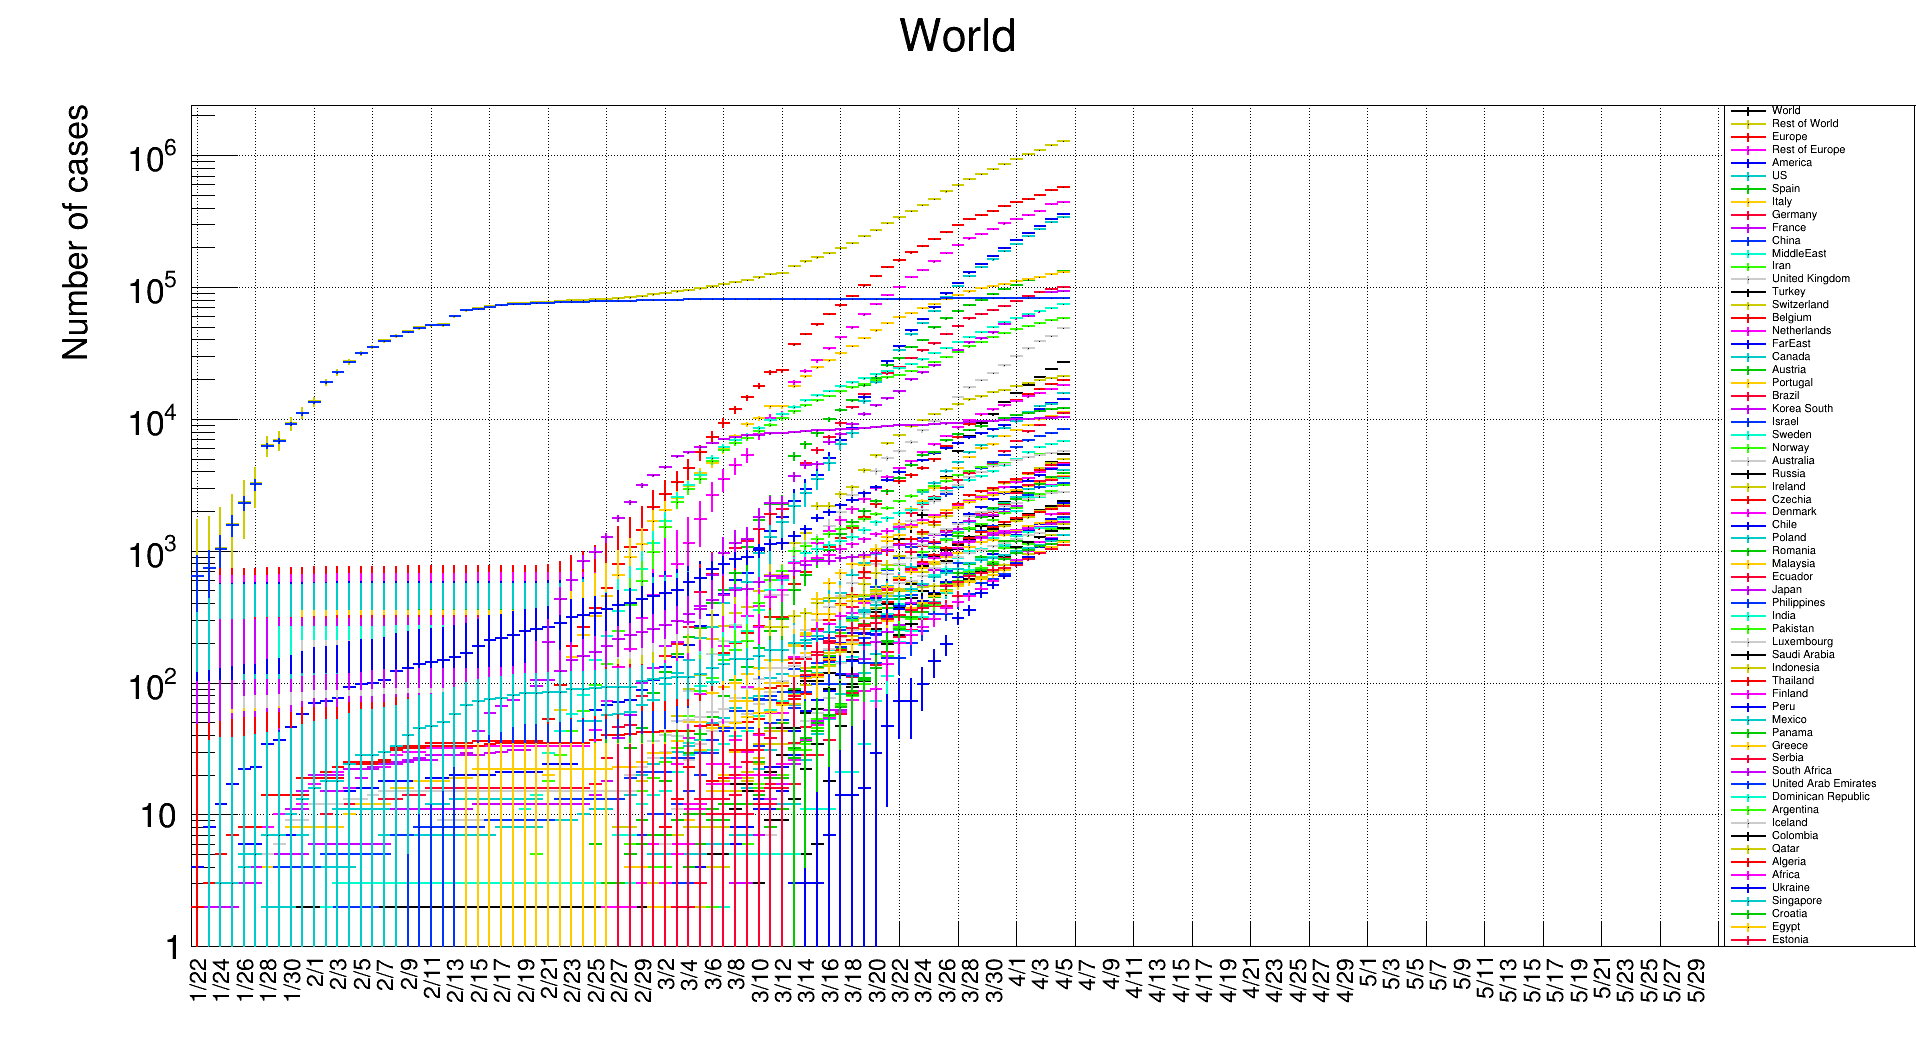 World
Number of cases
10⁶
10⁵
10⁴
10³
10²
10
1
1/22
1/24
1/26
1/28
1/30
2/1
2/3
2/5
2/7
2/9
2/11
2/13
2/15
2/17
2/19
2/21
2/23
2/25
2/27
2/29
3/2
3/4
3/6
3/8
3/10
3/12
3/14
3/16
3/18
3/20
3/22
3/24
3/26
3/28
3/30
4/1
4/3
4/5
4/7
4/9
4/11
4/13
4/15
4/17
4/19
4/21
4/23
4/25
4/27
4/29
5/1
5/3
5/5
5/7
5/9
5/11
5/13
5/15
5/17
5/19
5/21
5/23
5/25
5/27
5/29
World
Rest of World
Europe
Rest of Europe
America
US
Spain
Italy
Germany
France
China
MiddleEast
Iran
United Kingdom
Turkey
Switzerland
Belgium
Netherlands
FarEast
Canada
Austria
Portugal
Brazil
Korea South
Israel
Sweden
Norway
Australia
Russia
Ireland
Czechia
Denmark
Chile
Poland
Romania
Malaysia
Ecuador
Japan
Philippines
India
Pakistan
Luxembourg
Saudi Arabia
Indonesia
Thailand
Finland
Peru
Mexico
Panama
Greece
Serbia
South Africa
United Arab Emirates
Dominican Republic
Argentina
Iceland
Colombia
Qatar
Algeria
Africa
Ukraine
Singapore
Croatia
Egypt
Estonia